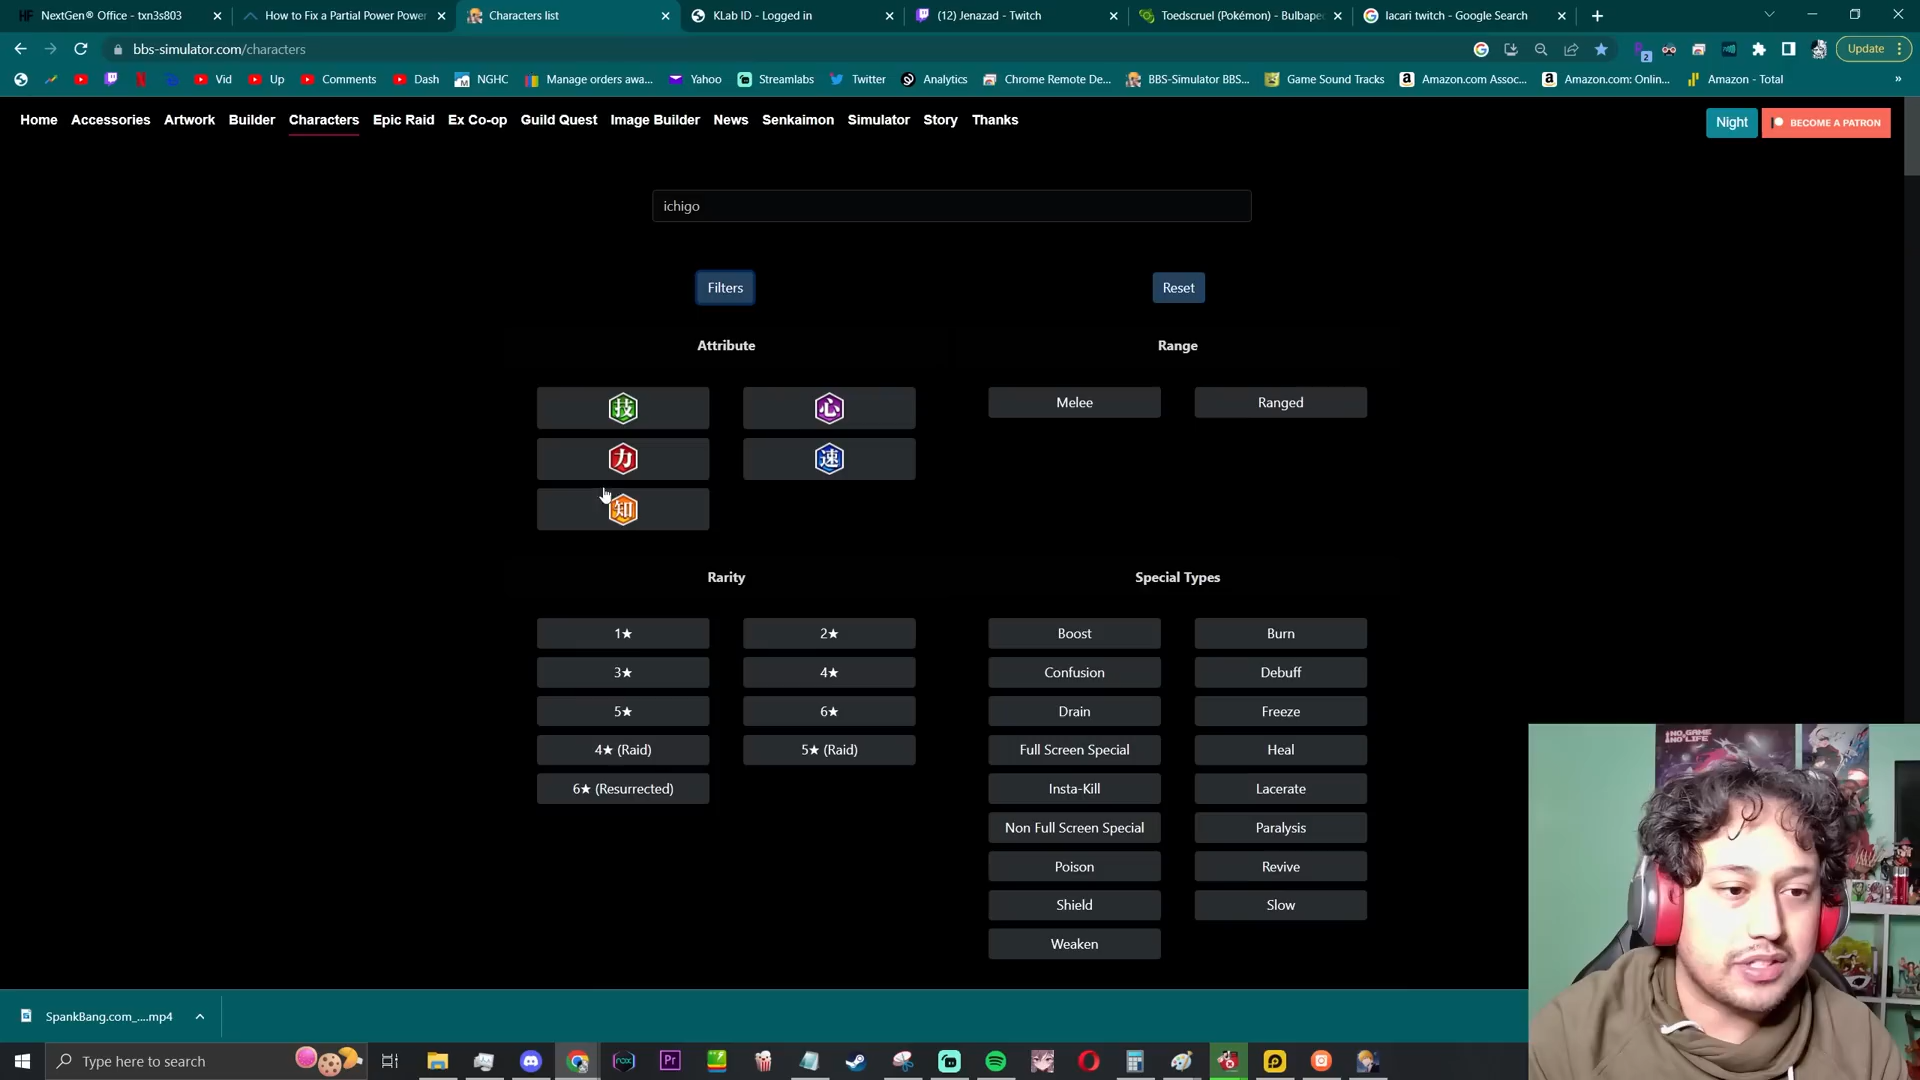 NextGen® Office - txn3s803
How to Fix a Partial Power Power
Characters list
KLab ID - Logged in
(12) Jenazad - Twitch
Toedscruel (Pokémon) - Bulbape
lacari twitch - Google Search
bbs-simulator.com/characters
Update
Vid
Up
Comments
Dash
NGHC
Manage orders awa...
Yahoo
Streamlabs
Twitter
Analytics
Chrome Remote De...
BBS-Simulator BBS...
Game Sound Tracks
Amazon.com Assoc...
Amazon.com: Onlin...
Amazon - Total
»
Home
Accessories
Artwork
Builder
Characters
Epic Raid
Ex Co-op
Guild Quest
Image Builder
News
Senkaimon
Simulator
Story
Thanks
Night
BECOME A PATRON
ichigo
Filters
Reset
Attribute
Range
技
心
Melee
Ranged
力
速
知
Rarity
Special Types
1★
2★
Boost
Burn
3★
4★
Confusion
Debuff
5★
6★
Drain
Freeze
4★ (Raid)
5★ (Raid)
Full Screen Special
Heal
6★ (Resurrected)
Insta-Kill
Lacerate
Non Full Screen Special
Paralysis
Poison
Revive
Shield
Slow
Weaken
NO GAME
NO LIFE
SpankBang.com_....mp4
Type here to search
nox
Pr